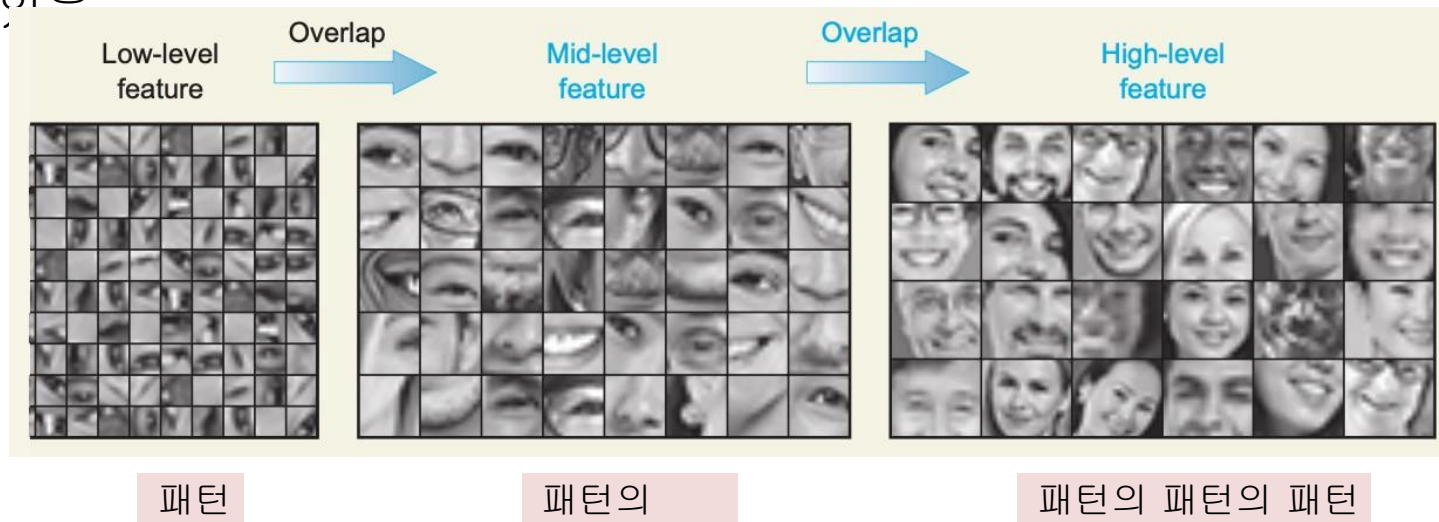 Overlap
Overlap
Low-level
feature
Mid-level
feature
High-level
feature
패턴
패턴의
패턴의 패턴의 패턴